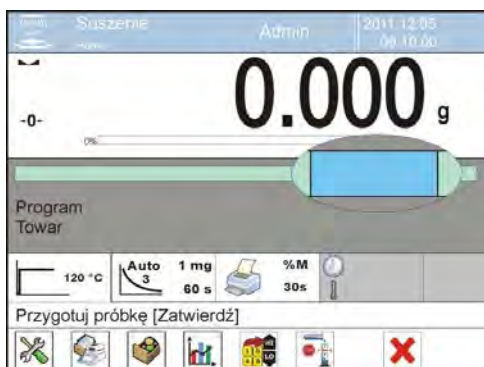 Suszenie Admin 2011.12.05
09:10:00
0.000 g
-0-
0%
Program
Towar
120 °C Auto 3 1 mg 60 s %M 30s
Przygotuj próbkę [Zatwierdź]